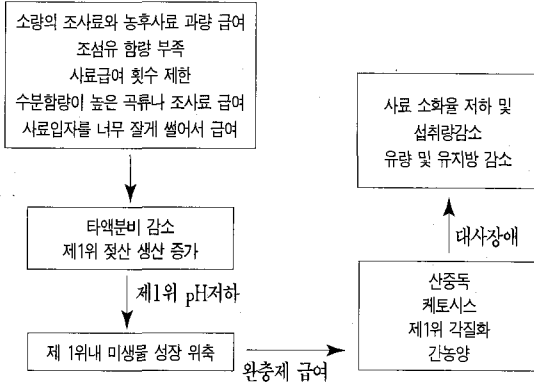 소량의 조사료와 농후사료 과량 급여
조섬유 함량 부족
사료급여 횟수 제한
수분함량이 높은 곡류나 조사료 급여
사료입자를 너무 잘게 썰어서 급여
타액분비 감소
제1위 젖산 생산 증가
제1위 pH저하
제 1위내 미생물 성장 위축
완충제 급여
산중독
케토시스
제1위 각질화
간농양
대사장애
사료 소화율 저하 및
섭취량감소
유량 및 유지방 감소